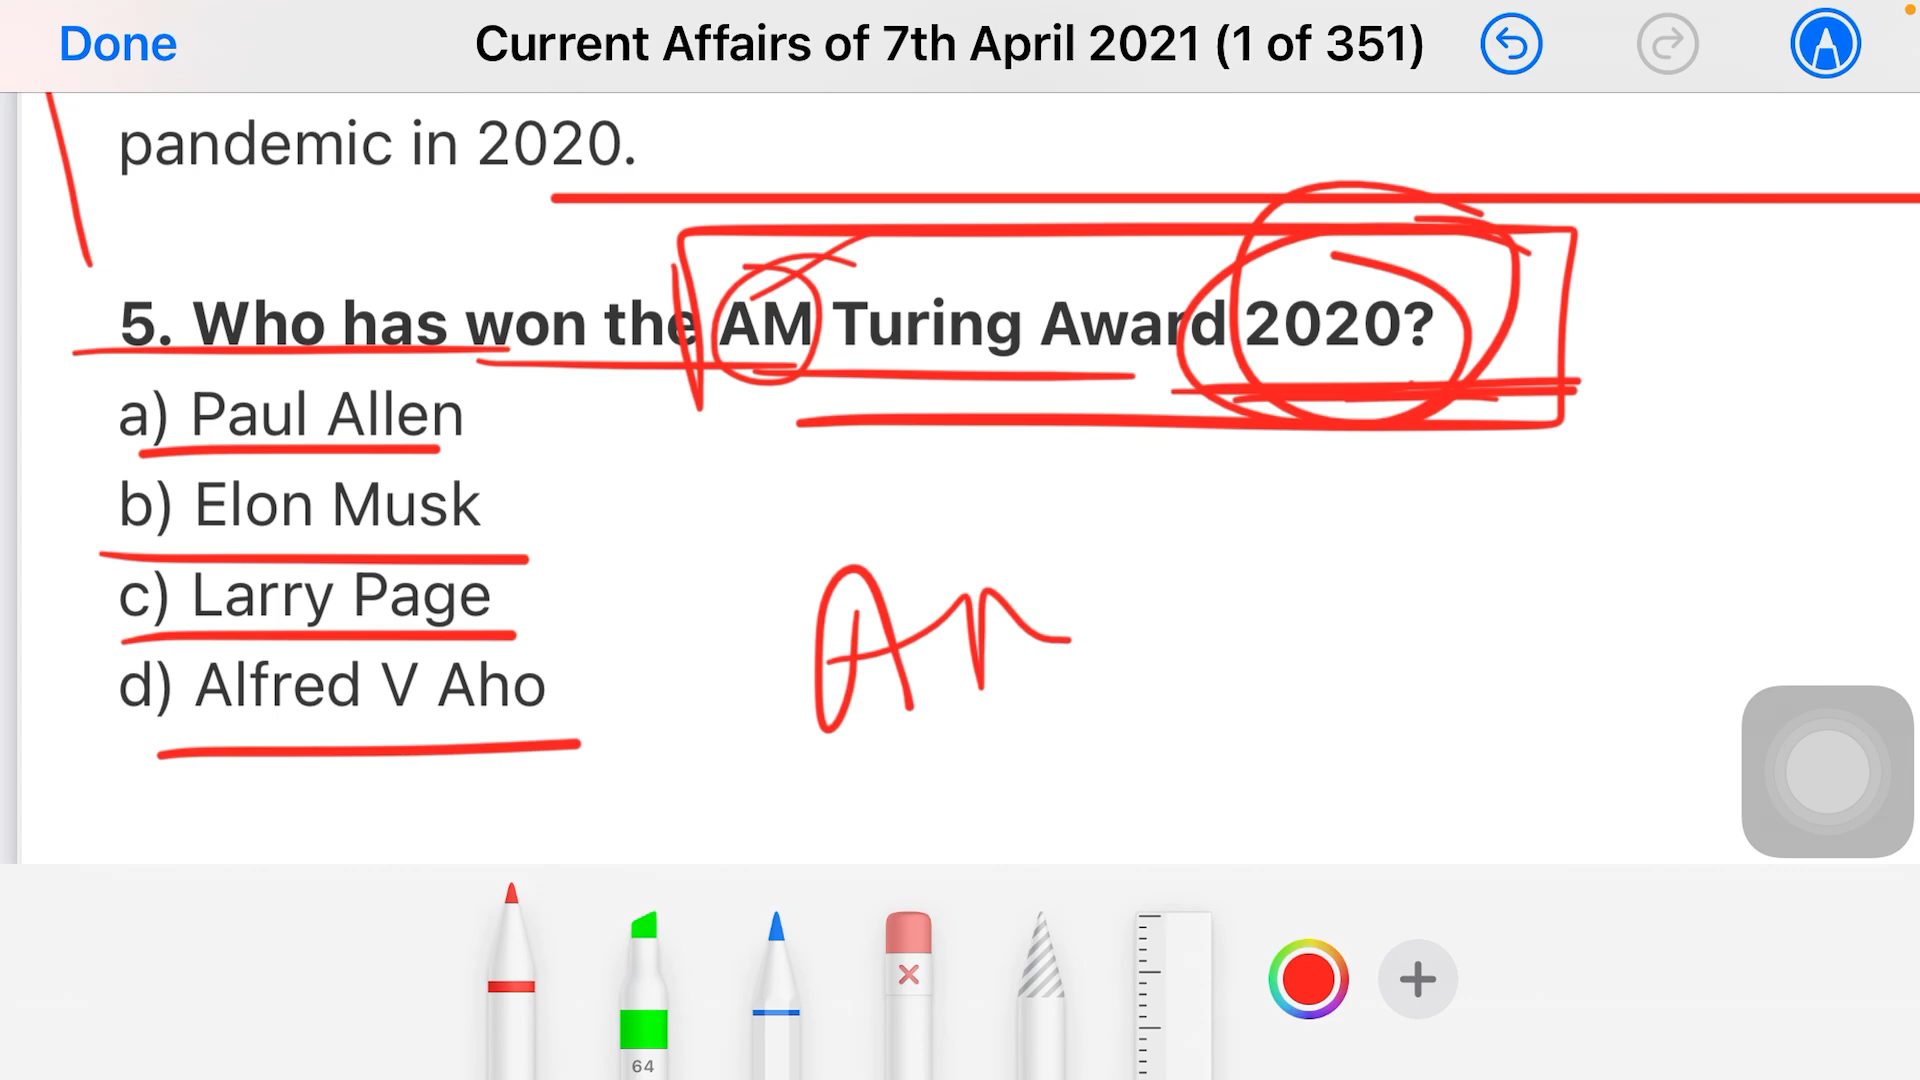 Done Current Affairs of 7th April 2021 (1 of 351)
pandemic in 2020.
5. Who has won the AM Turing Award 2020?
a) Paul Allen
b) Elon Musk
c) Larry Page
An
d) Alfred V Aho
64